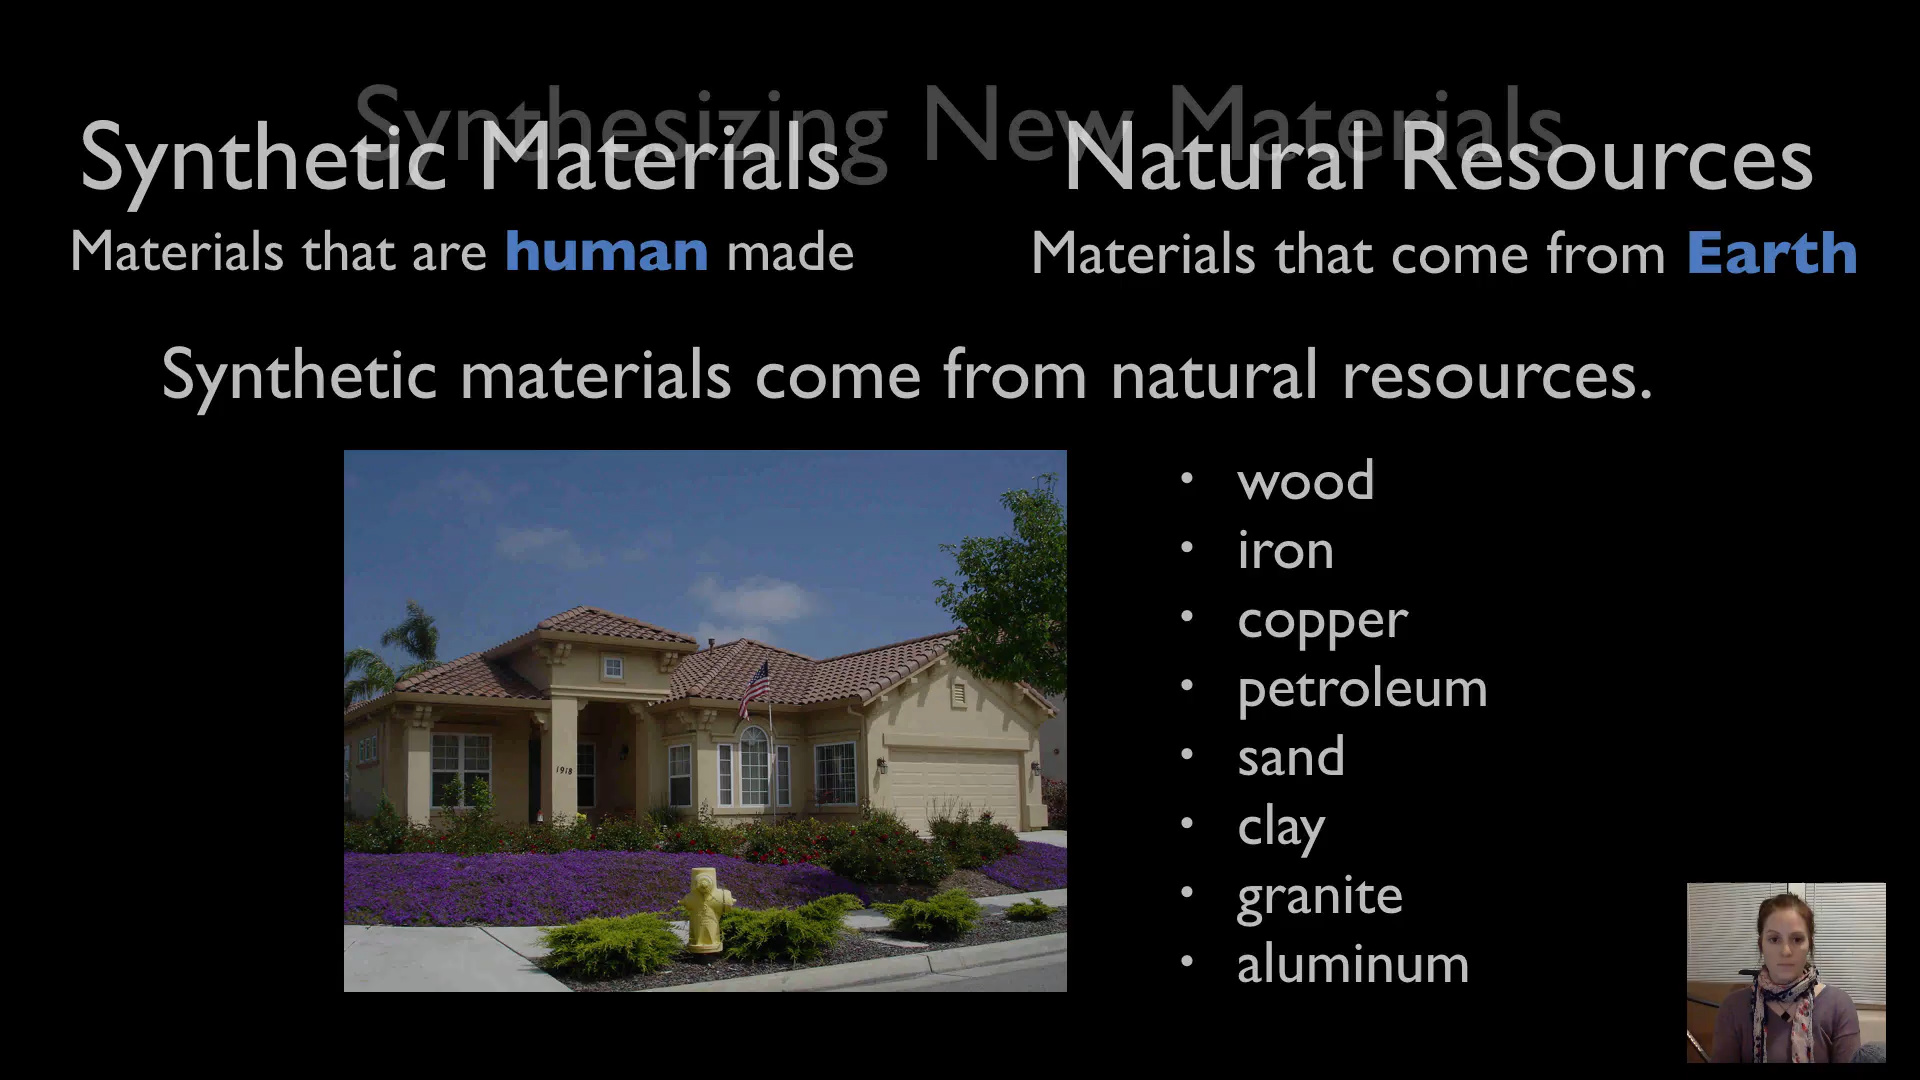 Synthesizing New Materials
Synthetic Materials
Natural Resources
Materials that are human made
Materials that come from Earth
Synthetic materials come from natural resources.
• wood
• iron
• copper
• petroleum
• sand
• clay
• granite
• aluminum
1918